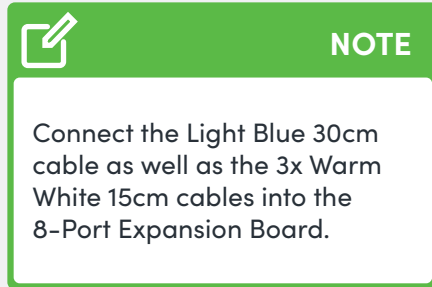 NOTE
Connect the Light Blue 30cm
cable as well as the 3x Warm
White 15cm cables into the
8-Port Expansion Board.